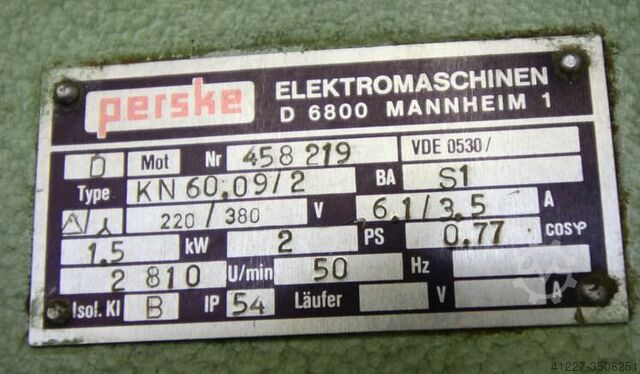 perske ELEKTROMASCHINEN
D 6800 MANNHEIM 1
D Mot Nr 458 219 VDE 0530/
Type KN 60.09/2 BA S1
△/⅄ 220/380 V 6.1/3.5 A
1.5 kW 2 PS 0.77 cosφ
2 810 U/min 50 Hz
Isol. Kl B IP 54 Läufer V A
41227-3508251